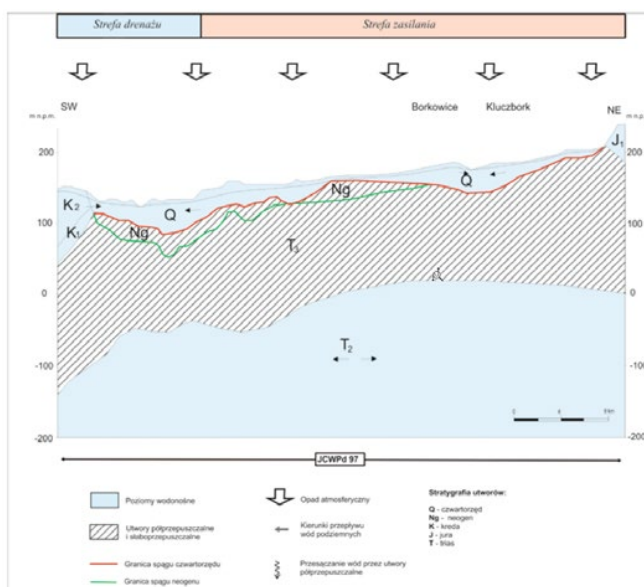 Strefa drenażu Strefa zasilania
SW Borkowice Kluczbork NE
m n.p.m. m n.p.m.
200 J₁ 200
K₂ Q Ng Q
100 K₁ Ng T₃ 100
0 0
-100 T₂ -100
-200 -200
JCWPd 97
Poziomy wodonośne
Utwory półprzepuszczalne
i słaboprzepuszczalne
Granica spągu czwartorzędu
Granica spągu neogenu
Opad atmosferyczny
Kierunki przepływu
wód podziemnych
Przesączanie wód przez utwory
półprzepuszczalne
Stratygrafia utworów:
Q - czwartorzęd
Ng - neogen
K - kreda
J - jura
T - trias